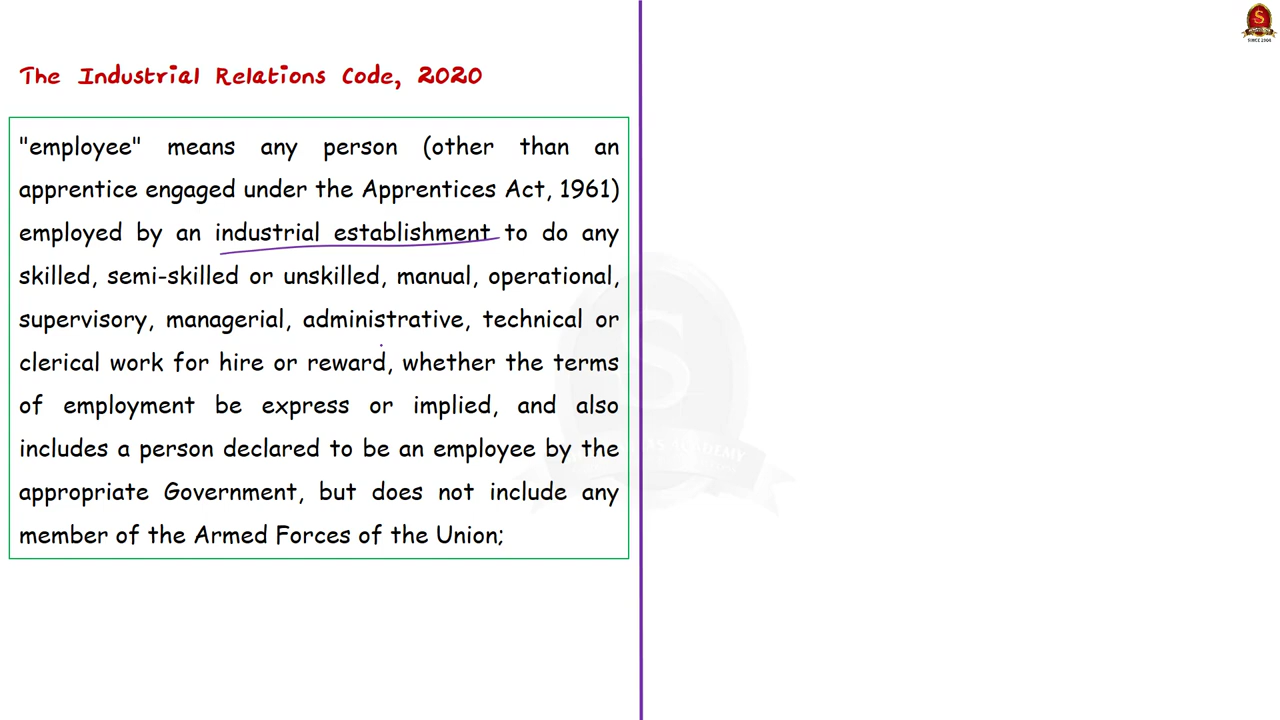 The Industrial Relations Code, 2020
"employee" means any person (other than an
apprentice engaged under the Apprentices Act, 1961)
employed by an industrial establishment to do any
skilled, semi-skilled or unskilled, manual, operational,
supervisory, managerial, administrative, technical or
clerical work for hire or reward, whether the terms
of employment be express or implied, and also
includes a person declared to be an employee by the
appropriate Government, but does not include any
member of the Armed Forces of the Union;
S
SINCE 2004
S
ACADEMY